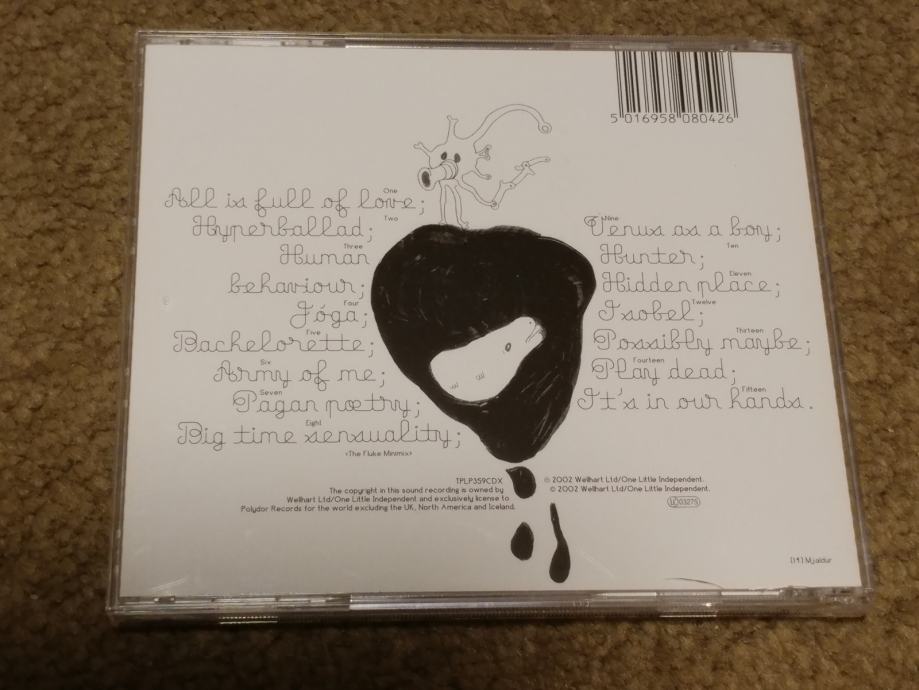 5 016958 080426
One
All is full of love;
Two
Hyperballad;
Three
Human
behaviour;
Four
Jóga;
Five
Bachelorette;
Six
Army of me;
Seven
Pagan pœtry;
Eight
Big time sensuality;
<The Fluke Minimix>
Nine
Venus as a boy;
Ten
Hunter;
Eleven
Hidden place;
Twelve
Isobel;
Thirteen
Possibly maybe;
Fourteen
Play dead;
Fifteen
It's in our hands.
TPLP359CDX
The copyright in this sound recording is owned by
Wellhart Ltd/One Little Independent and exclusively license to
Polydor Records for the world excluding the UK, North America and Iceland.
℗ 2002 Wellhart Ltd/One Little Independent.
© 2002 Wellhart Ltd/One Little Independent.
LC 03275
Mjaldur